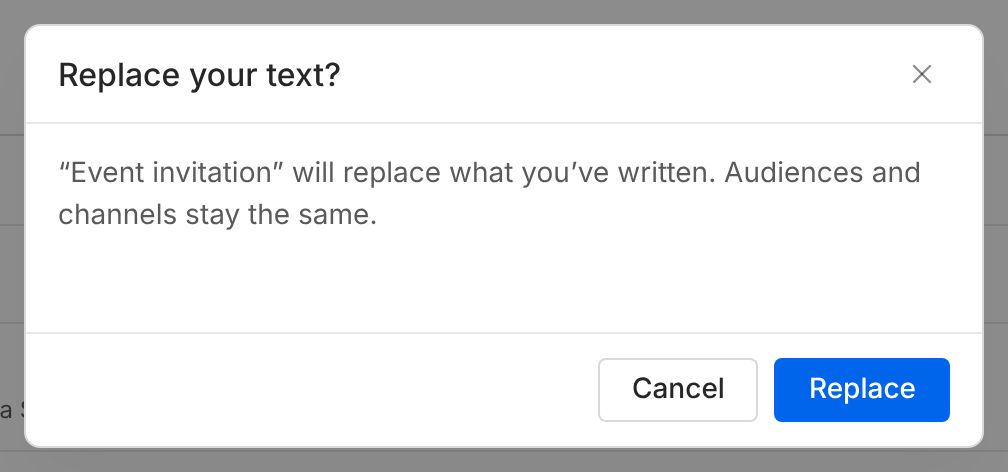 Replace your text?
“Event invitation” will replace what you’ve written. Audiences and
channels stay the same.
Cancel
Replace
a